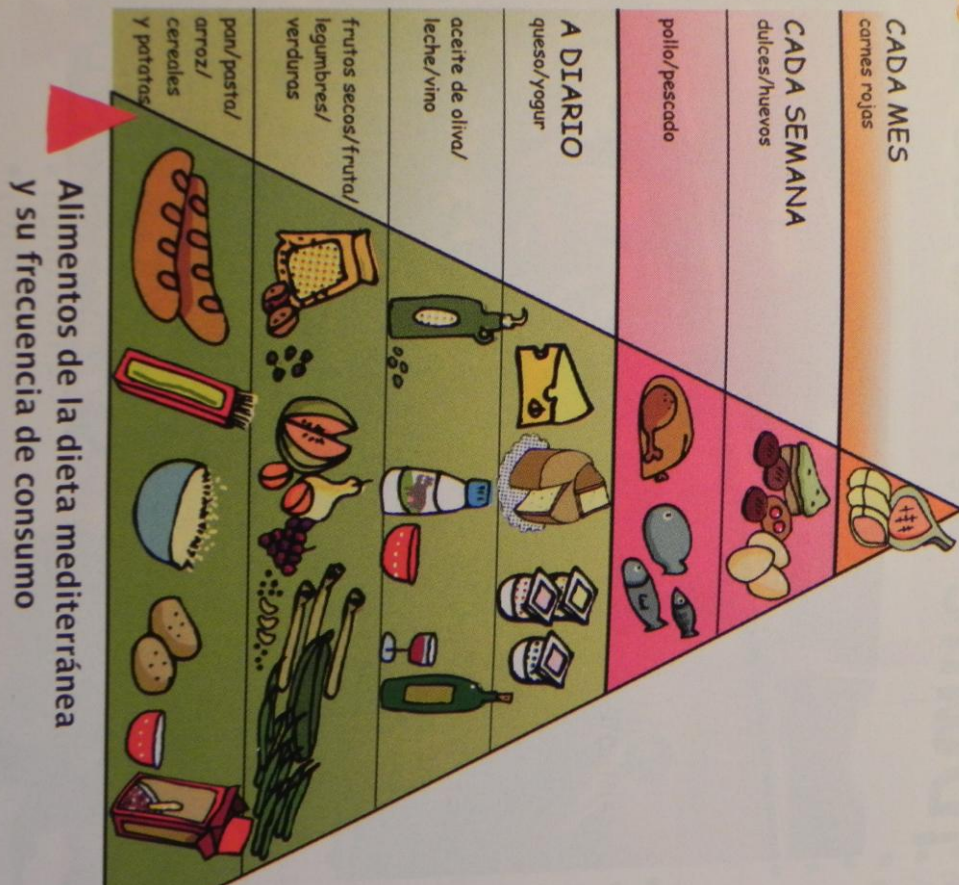 CADA MES
carnes rojas
CADA SEMANA
dulces/huevos
pollo/pescado
A DIARIO
queso/yogur
aceite de oliva/
leche/vino
frutos secos/fruta/
legumbres/
verduras
pan/pasta/
arroz/
cereales
y patatas
Alimentos de la dieta mediterránea
y su frecuencia de consumo